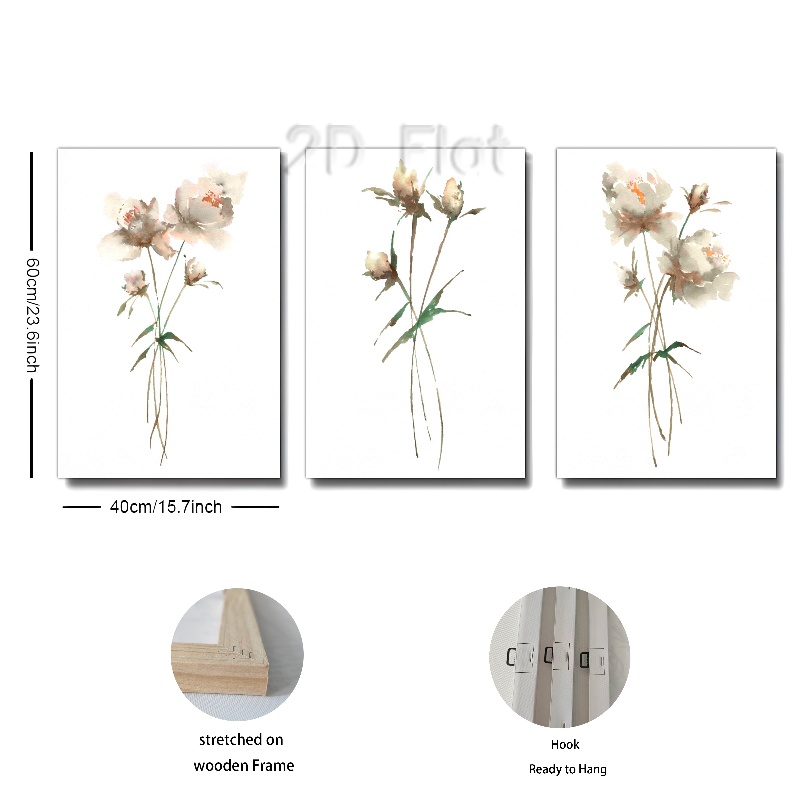 2D Flat
60cm/23.6inch
40cm/15.7inch
stretched on
wooden Frame
Hook
Ready to Hang